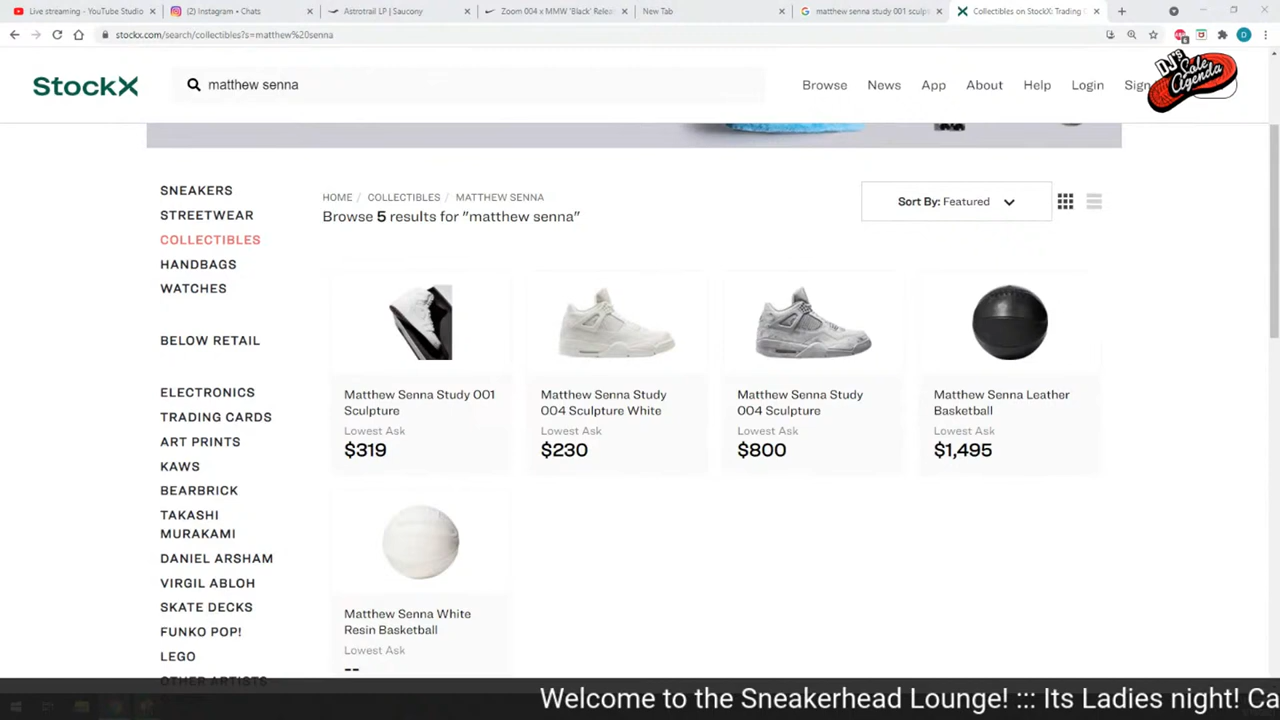 Live streaming - YouTube Studio
(2) Instagram • Chats
Astrotrail LP | Saucony
Zoom 004 x MMW 'Black' Relea
New Tab
matthew senna study 001 sculp
Collectibles on StockX: Trading C
stockx.com/search/collectibles?s=matthew%20senna
D
StockX
matthew senna
Browse
News
App
About
Help
Login
Sign
DJ's
Cole
Agenda
SNEAKERS
STREETWEAR
COLLECTIBLES
HANDBAGS
WATCHES
BELOW RETAIL
ELECTRONICS
TRADING CARDS
ART PRINTS
KAWS
BEARBRICK
TAKASHI
MURAKAMI
DANIEL ARSHAM
VIRGIL ABLOH
SKATE DECKS
FUNKO POP!
LEGO
OTHER ARTISTS
HOME / COLLECTIBLES / MATTHEW SENNA
Browse 5 results for "matthew senna"
Sort By: Featured
Matthew Senna Study 001
Sculpture
Lowest Ask
$319
Matthew Senna Study
004 Sculpture White
Lowest Ask
$230
Matthew Senna Study
004 Sculpture
Lowest Ask
$800
Matthew Senna Leather
Basketball
Lowest Ask
$1,495
Matthew Senna White
Resin Basketball
Lowest Ask
--
Welcome to the Sneakerhead Lounge! ::: Its Ladies night! Ca